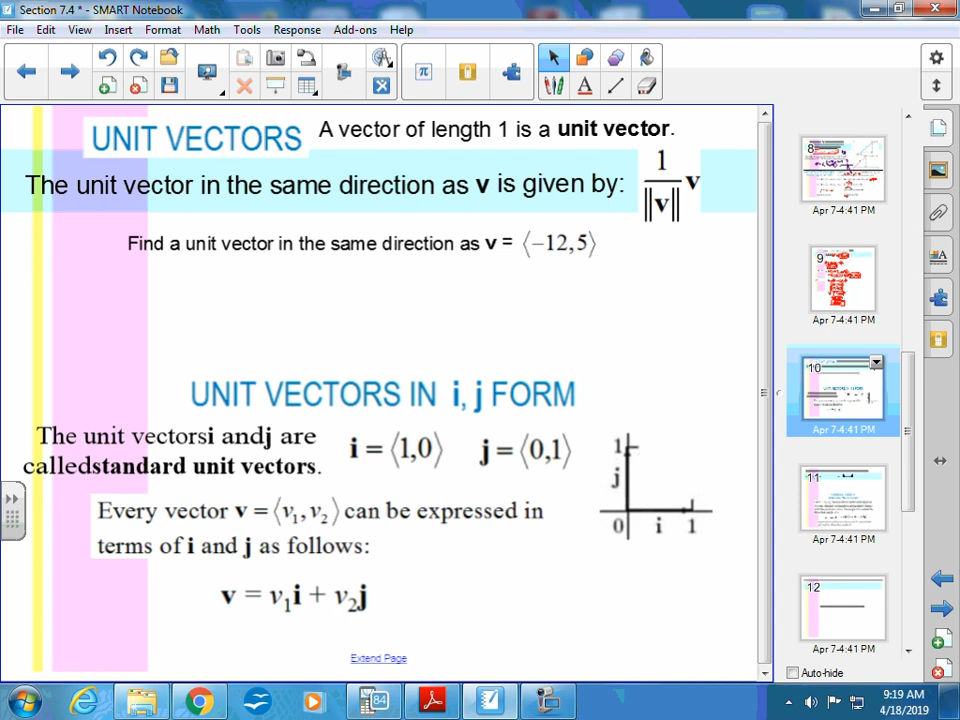 Section 7.4 * - SMART Notebook
File Edit View Insert Format Math Tools Response Add-ons Help
π
A
UNIT VECTORS A vector of length 1 is a unit vector.
The unit vector in the same direction as v is given by: 1/‖v‖ v
Find a unit vector in the same direction as v = ⟨−12,5⟩
UNIT VECTORS IN i, j FORM
The unit vectorsi andj are
calledstandard unit vectors.
i = ⟨1,0⟩ j = ⟨0,1⟩
1
j
0 i 1
Every vector v = ⟨v₁, v₂⟩ can be expressed in
terms of i and j as follows:
v = v₁i + v₂j
Extend Page
8
Apr 7-4:41 PM
9
Apr 7-4:41 PM
10
Apr 7-4:41 PM
11
Apr 7-4:41 PM
12
Apr 7-4:41 PM
Auto-hide
84
9:19 AM
4/18/2019